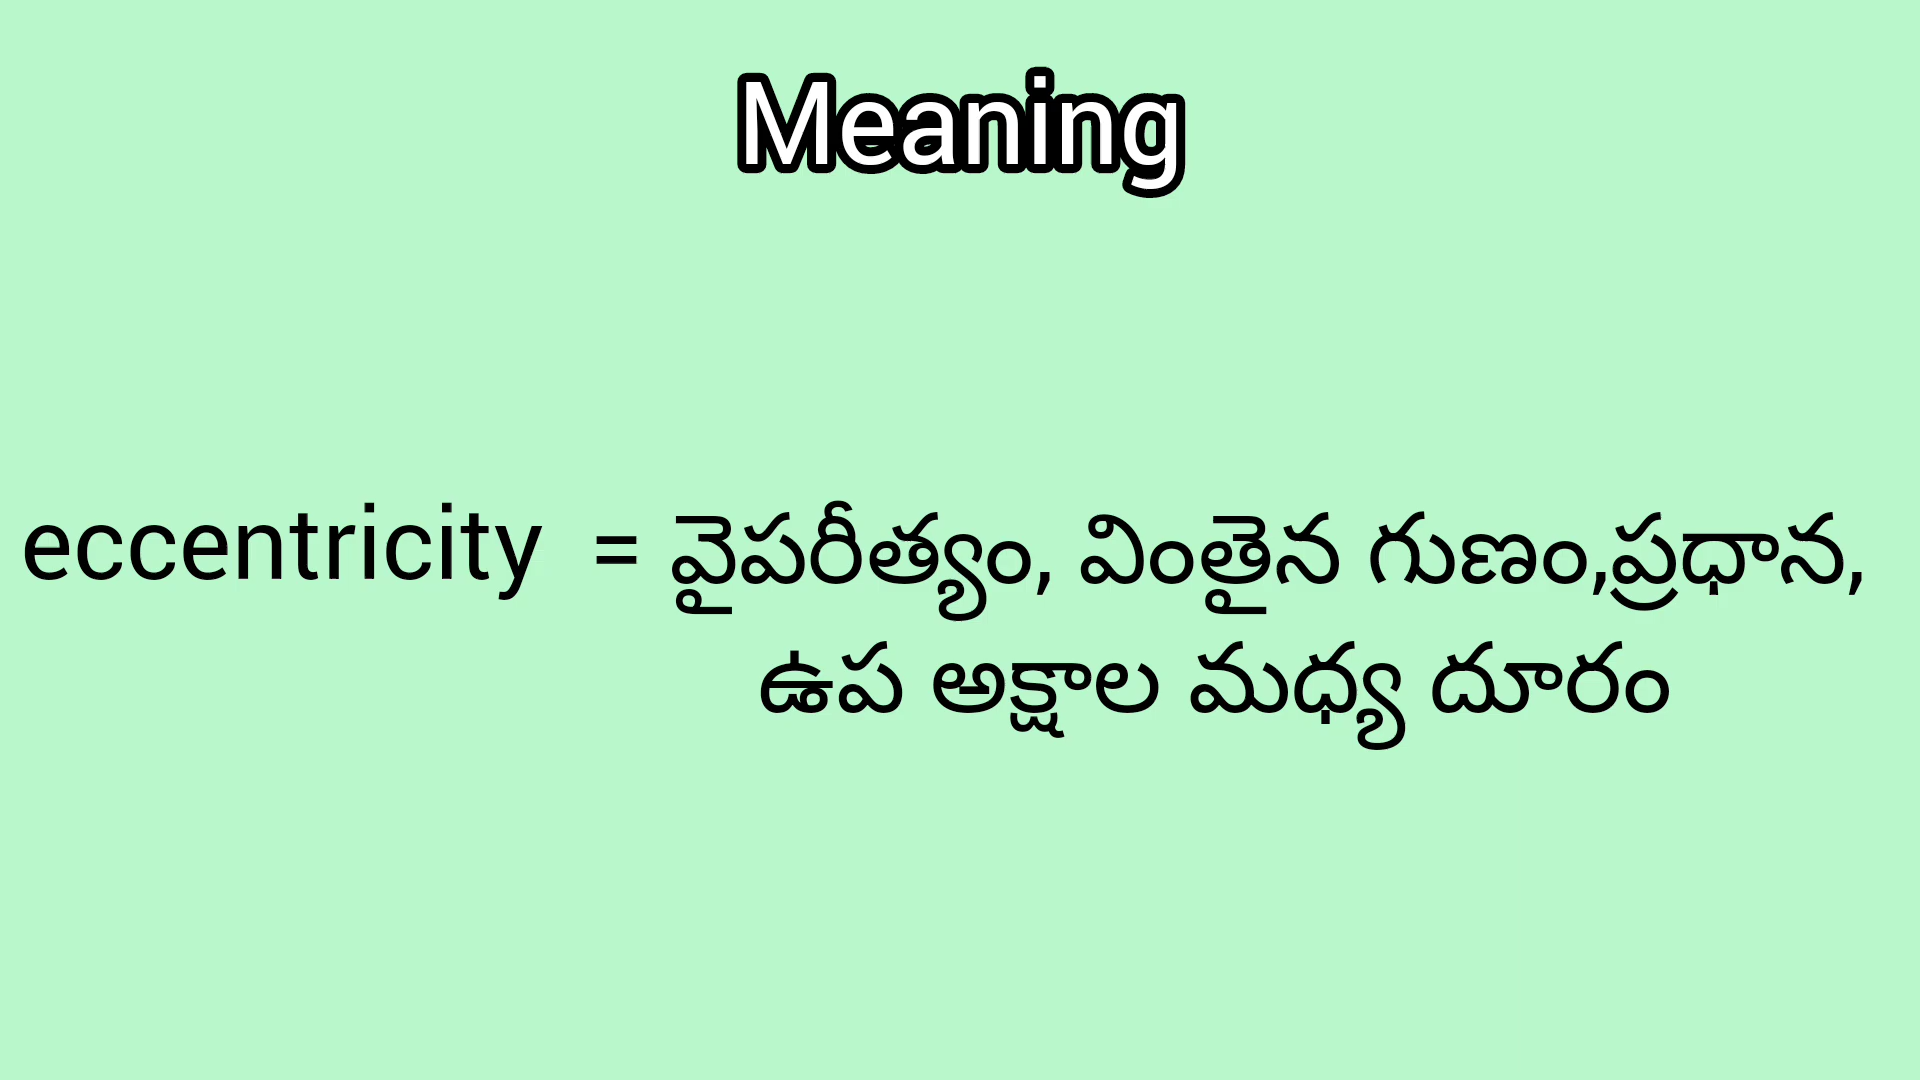 Meaning
eccentricity = వైపరీత్యం, వింతైన గుణం,ప్రధాన,
ఉప అక్షాల మధ్య దూరం